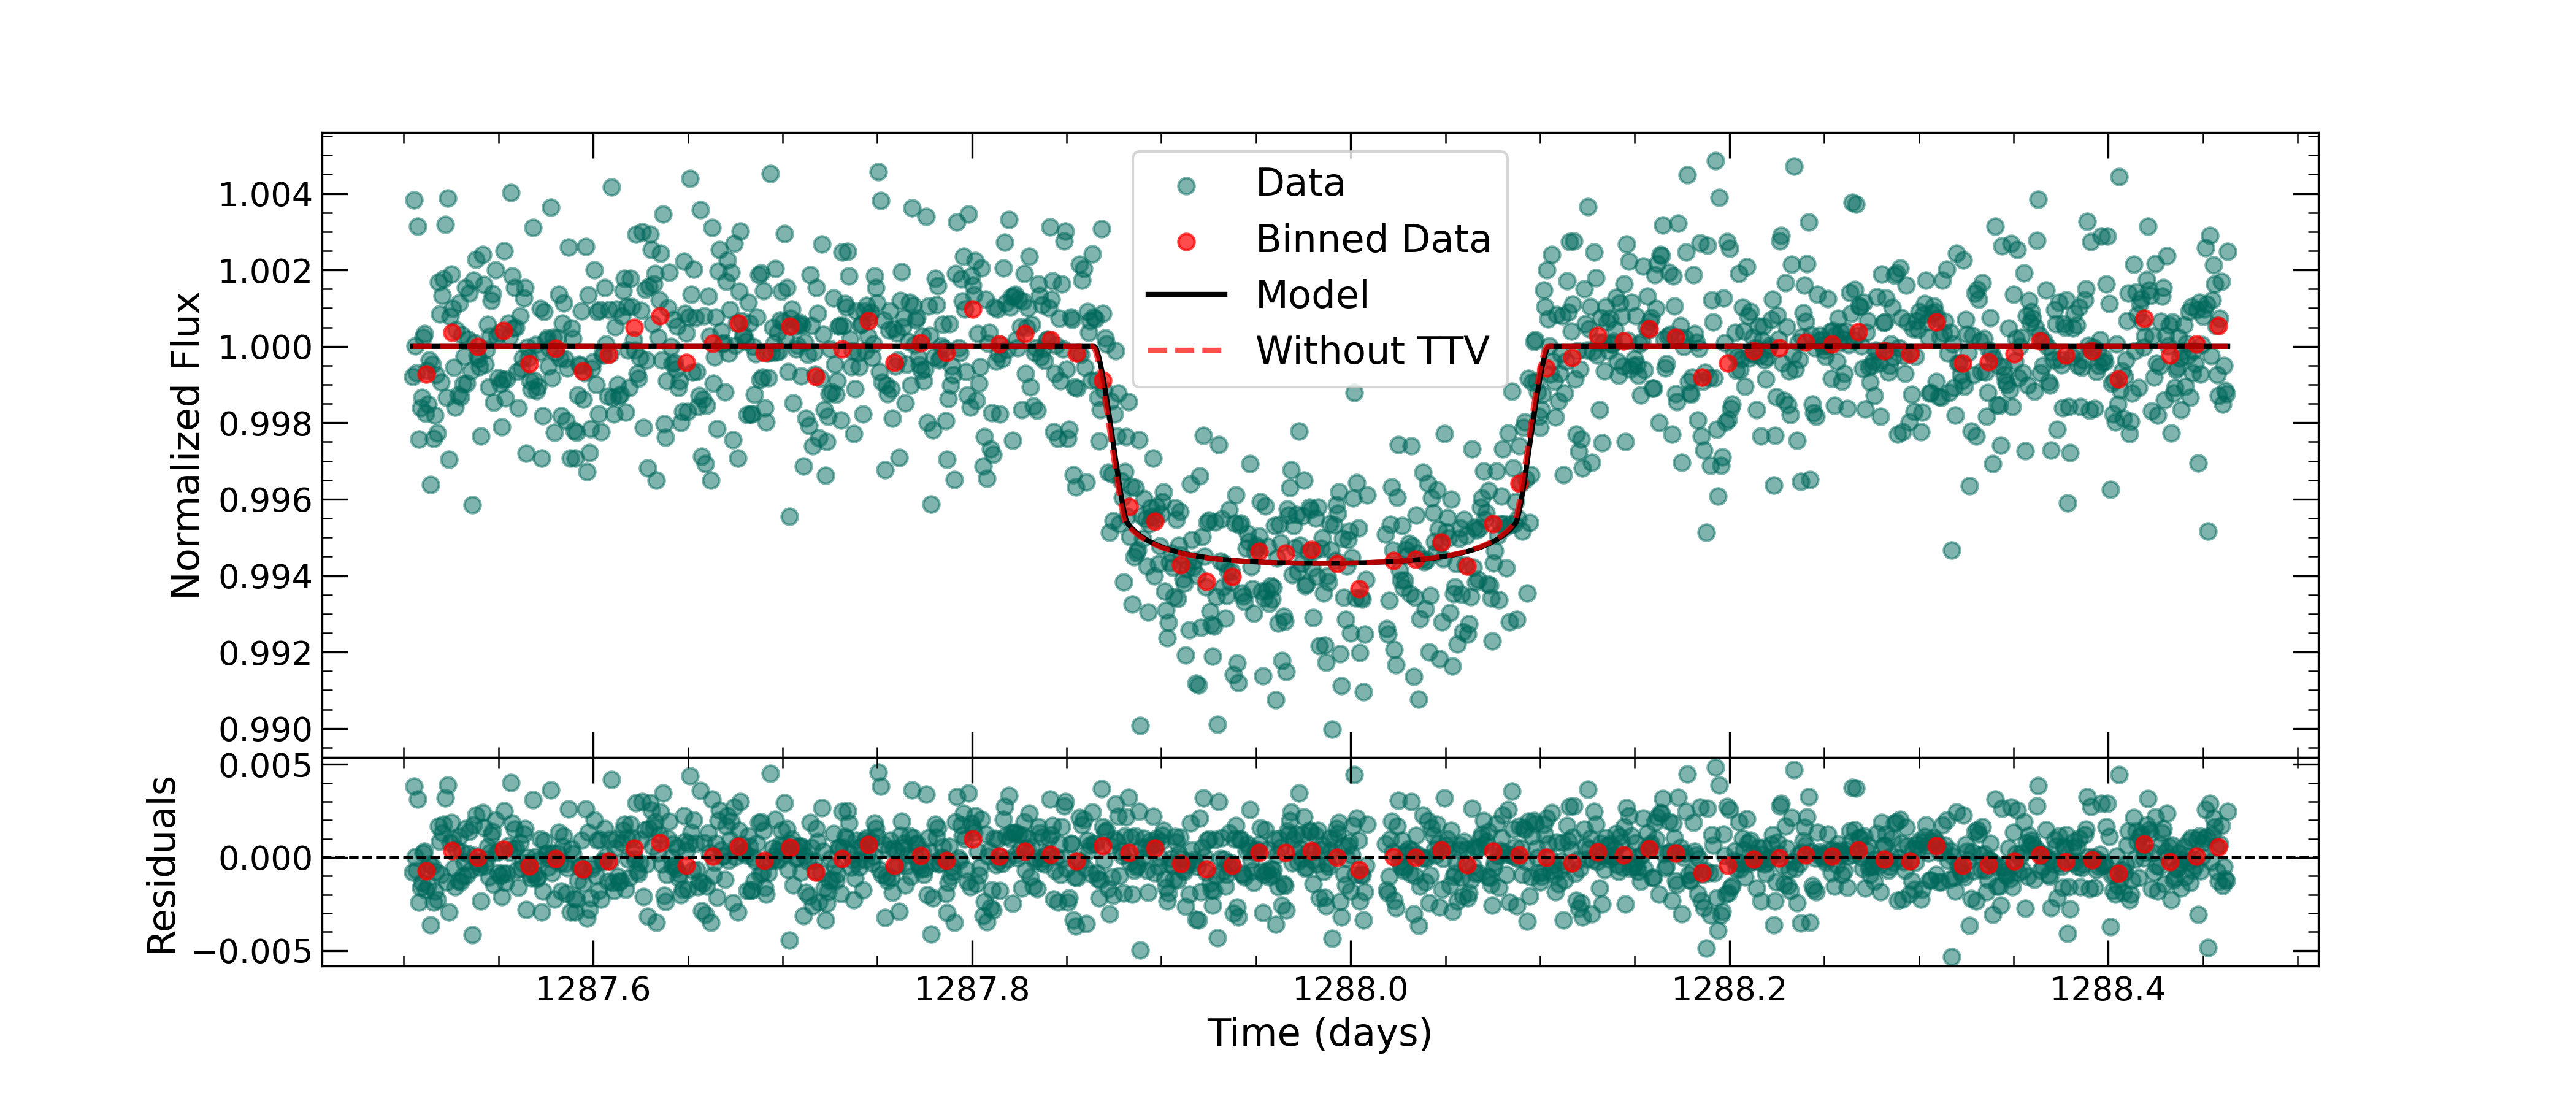 Normalized Flux
1.004
1.002
1.000
0.998
0.996
0.994
0.992
0.990
Data
Binned Data
Model
Without TTV
Residuals
0.005
0.000
−0.005
1287.6
1287.8
1288.0
1288.2
1288.4
Time (days)